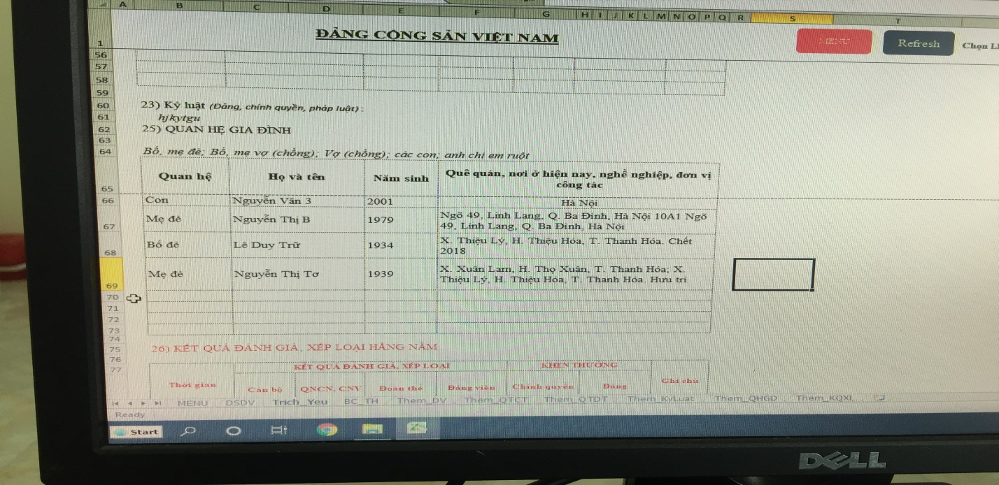 A B C D E F G H I J K L M N O P Q R S T
1 ĐẢNG CỘNG SẢN VIỆT NAM MENU Refresh Chọn
56
57
58
59
60 23) Kỷ luật (Đảng, chính quyền, pháp luật) :
61 hjkytgu
62 25) QUAN HỆ GIA ĐÌNH
63
64 Bố, mẹ đẻ; Bố, mẹ vợ (chồng); Vợ (chồng); các con; anh chị em ruột
Quan hệ Họ và tên Năm sinh Quê quán, nơi ở hiện nay, nghề nghiệp, đơn vị
65 công tác
66 Con Nguyễn Văn 3 2001 Hà Nội
Mẹ đẻ Nguyễn Thị B 1979 Ngõ 49, Linh Lang, Q. Ba Đình, Hà Nội 10A1 Ngõ
67 49, Linh Lang, Q. Ba Đình, Hà Nội
Bố đẻ Lê Duy Trữ 1934 X. Thiệu Lý, H. Thiệu Hóa, T. Thanh Hóa. Chết
68 2018
Mẹ đẻ Nguyễn Thị Tơ 1939 X. Xuân Lam, H. Thọ Xuân, T. Thanh Hóa; X.
69 Thiệu Lý, H. Thiệu Hóa, T. Thanh Hóa. Hưu trí
70
71
72
73
74
75 26) KẾT QUẢ ĐÁNH GIÁ, XẾP LOẠI HÀNG NĂM
76
77 KẾT QUẢ ĐÁNH GIÁ, XẾP LOẠI KHEN THƯỞNG
Thời gian Cán bộ QNCN, CNV Đoàn thể Đảng viên Chính quyền Đảng Ghi chú
MENU DSDV Trich_Yeu BC_TH Them_DV Them_QTCT Them_QTDT Them_KyLuat Them_QHGD Them_KQXL
Ready
Start
DELL